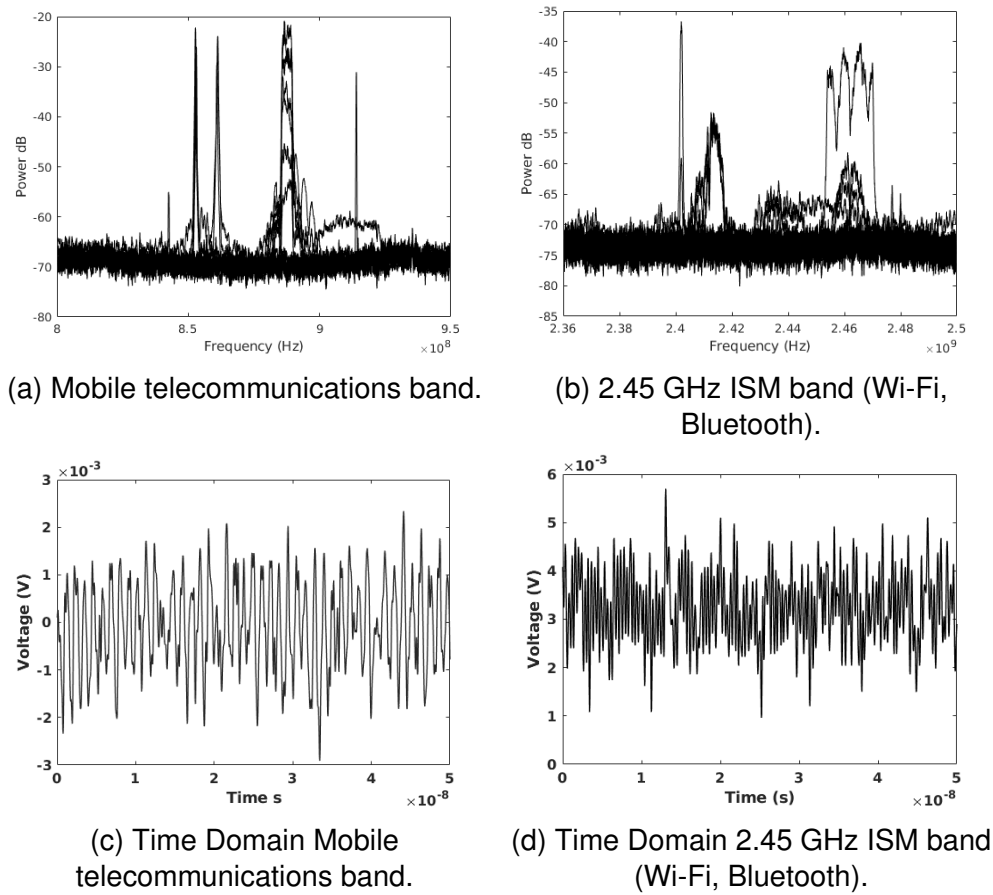 -20
-30
-40
-50
-60
-70
-80
Power dB
8 8.5 9 9.5
Frequency (Hz) ×10^8
-35
-40
-45
-50
-55
-60
-65
-70
-75
-80
-85
Power dB
2.36 2.4 2.42 2.44 2.46 2.48 2.5
Frequency (Hz) ×10^9
(a) Mobile telecommunications band.
(b) 2.45 GHz ISM band (Wi-Fi,
Bluetooth).
×10^-3
3
2
1
0
-1
-2
-3
Voltage (V)
0 1 2 3 4 5
Time s ×10^-8
×10^-3
6
5
4
3
2
1
0
Voltage (V)
0 1 2 3 4 5
Time (s) ×10^-8
(c) Time Domain Mobile
telecommunications band.
(d) Time Domain 2.45 GHz ISM band
(Wi-Fi, Bluetooth).